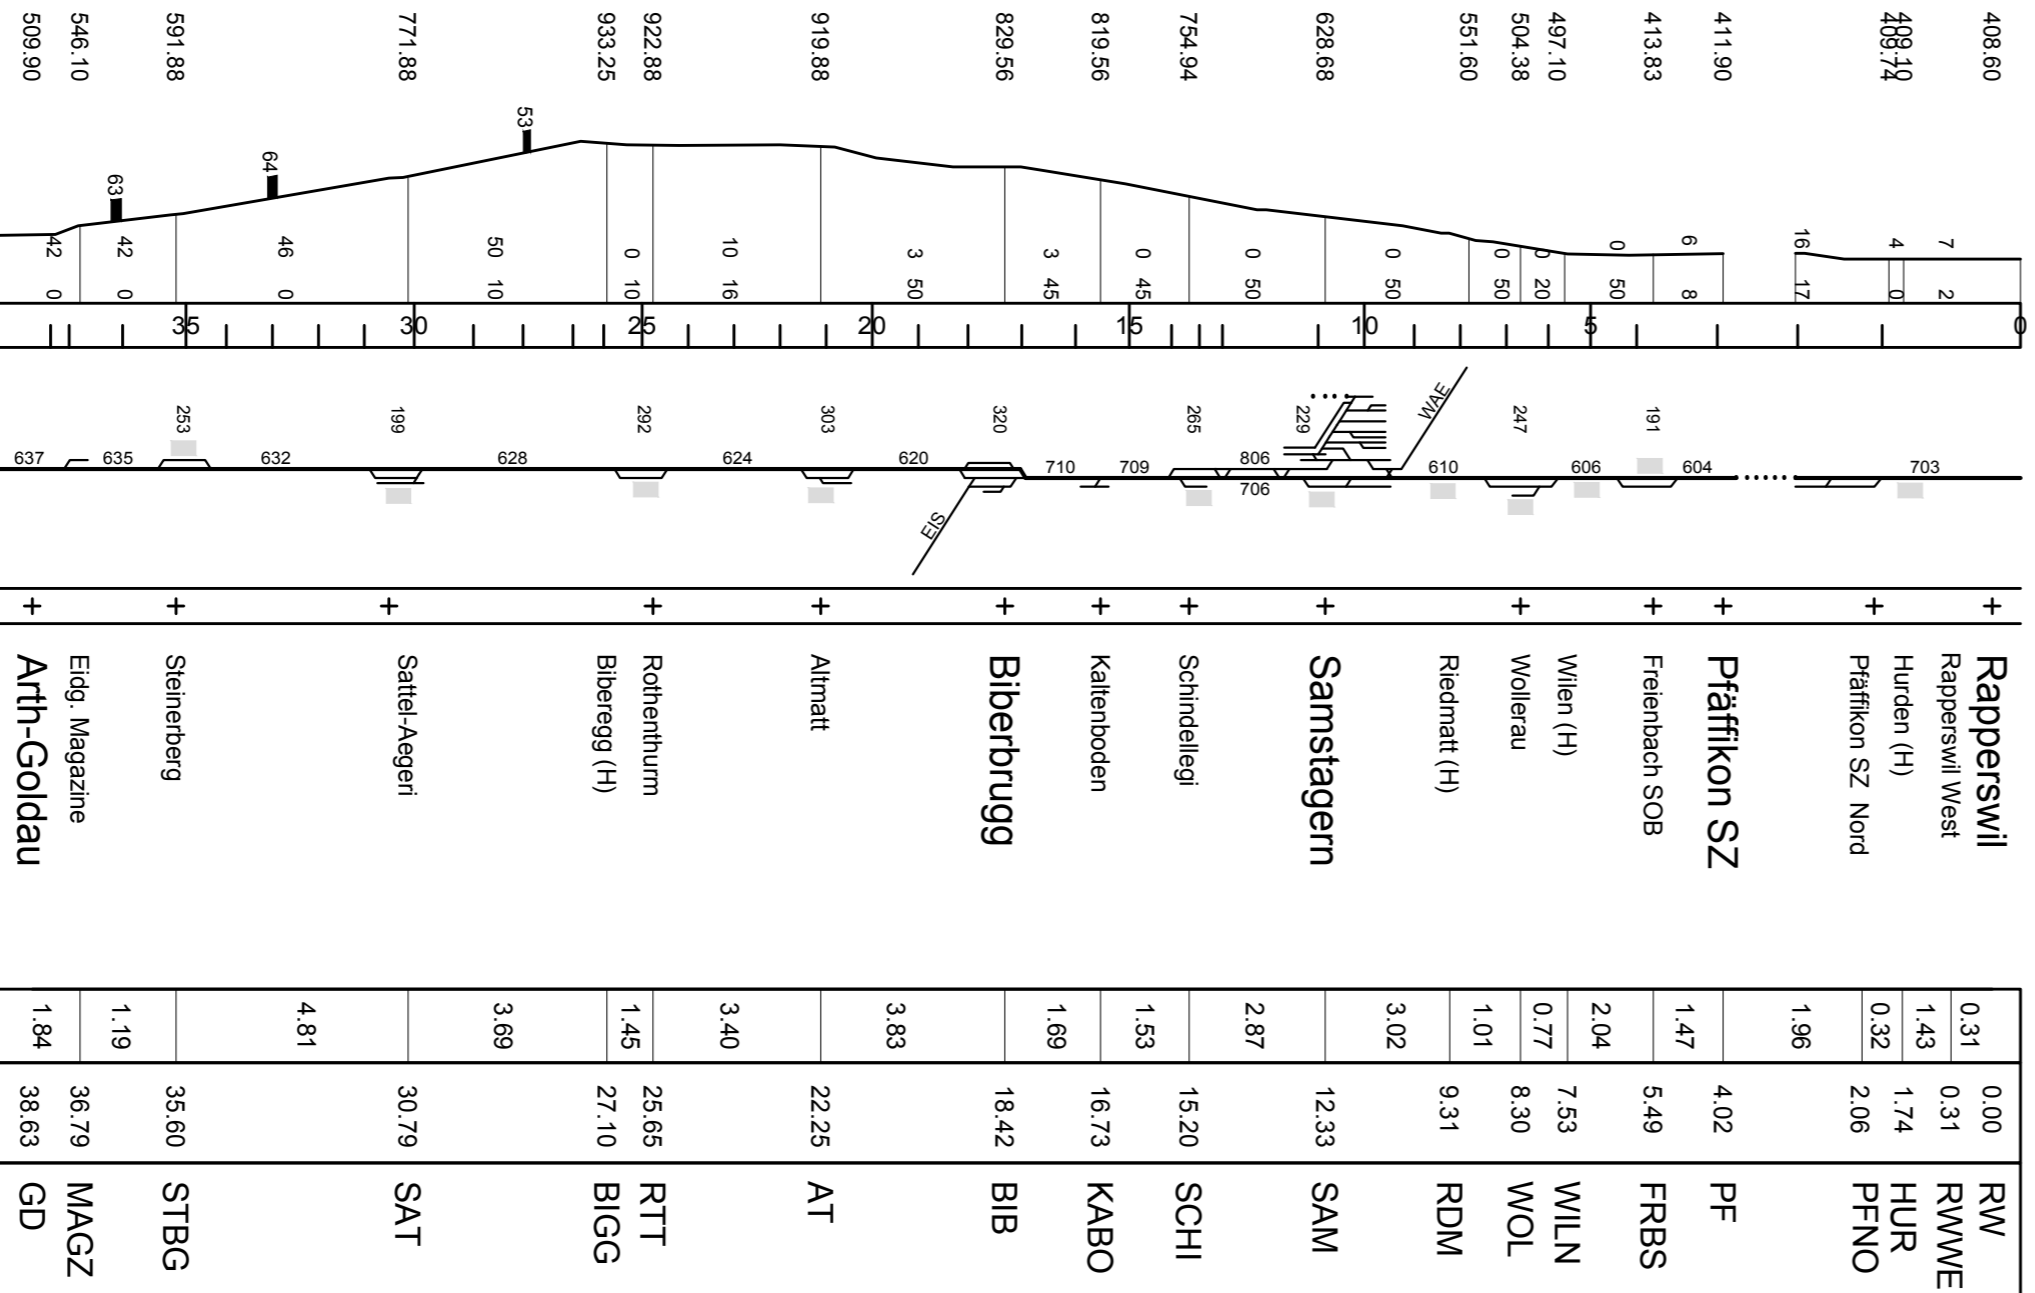 509.90
546.10
591.88
771.88
933.25
922.88
919.88
829.56
819.56
754.94
628.68
551.60
504.38
497.10
413.83
411.90
409.74
409.10
408.60
63
64
53
42
42
46
50
0
10
3
3
0
0
0
0
0
0
6
16
4
7
0
0
0
10
10
16
50
45
45
50
50
50
20
50
8
17
0
2
35
30
25
20
15
10
5
0
253
199
292
303
320
265
229
247
191
WAE
EIS
637
635
632
628
624
620
710
709
806
706
610
606
604
703
+ + + + + + + + + + + + + +
Arth-Goldau
Eidg. Magazine
Steinerberg
Sattel-Aegeri
Biberegg (H)
Rothenthurm
Altmatt
Biberbrugg
Kaltenboden
Schindellegi
Samstagern
Riedmatt (H)
Wollerau
Wilen (H)
Freienbach SOB
Pfäffikon SZ
Pfäffikon SZ Nord
Hurden (H)
Rapperswil West
Rapperswil
1.84
1.19
4.81
3.69
1.45
3.40
3.83
1.69
1.53
2.87
3.02
1.01
0.77
2.04
1.47
1.96
0.32
1.43
0.31
38.63
36.79
35.60
30.79
27.10
25.65
22.25
18.42
16.73
15.20
12.33
9.31
8.30
7.53
5.49
4.02
2.06
1.74
0.31
0.00
GD
MAGZ
STBG
SAT
BIGG
RTT
AT
BIB
KABO
SCHI
SAM
RDM
WOL
WILN
FRBS
PF
PFNO
HUR
RWWE
RW